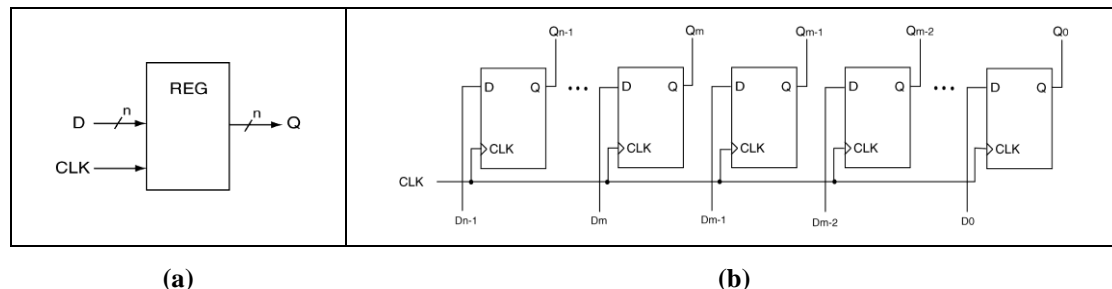 REG
D n n Q
CLK
(a)
Qn-1 Qm Qm-1 Qm-2 Q0
D Q ••• D Q D Q D Q ••• D Q
CLK CLK CLK CLK CLK
CLK
Dn-1 Dm Dm-1 Dm-2 D0
(b)